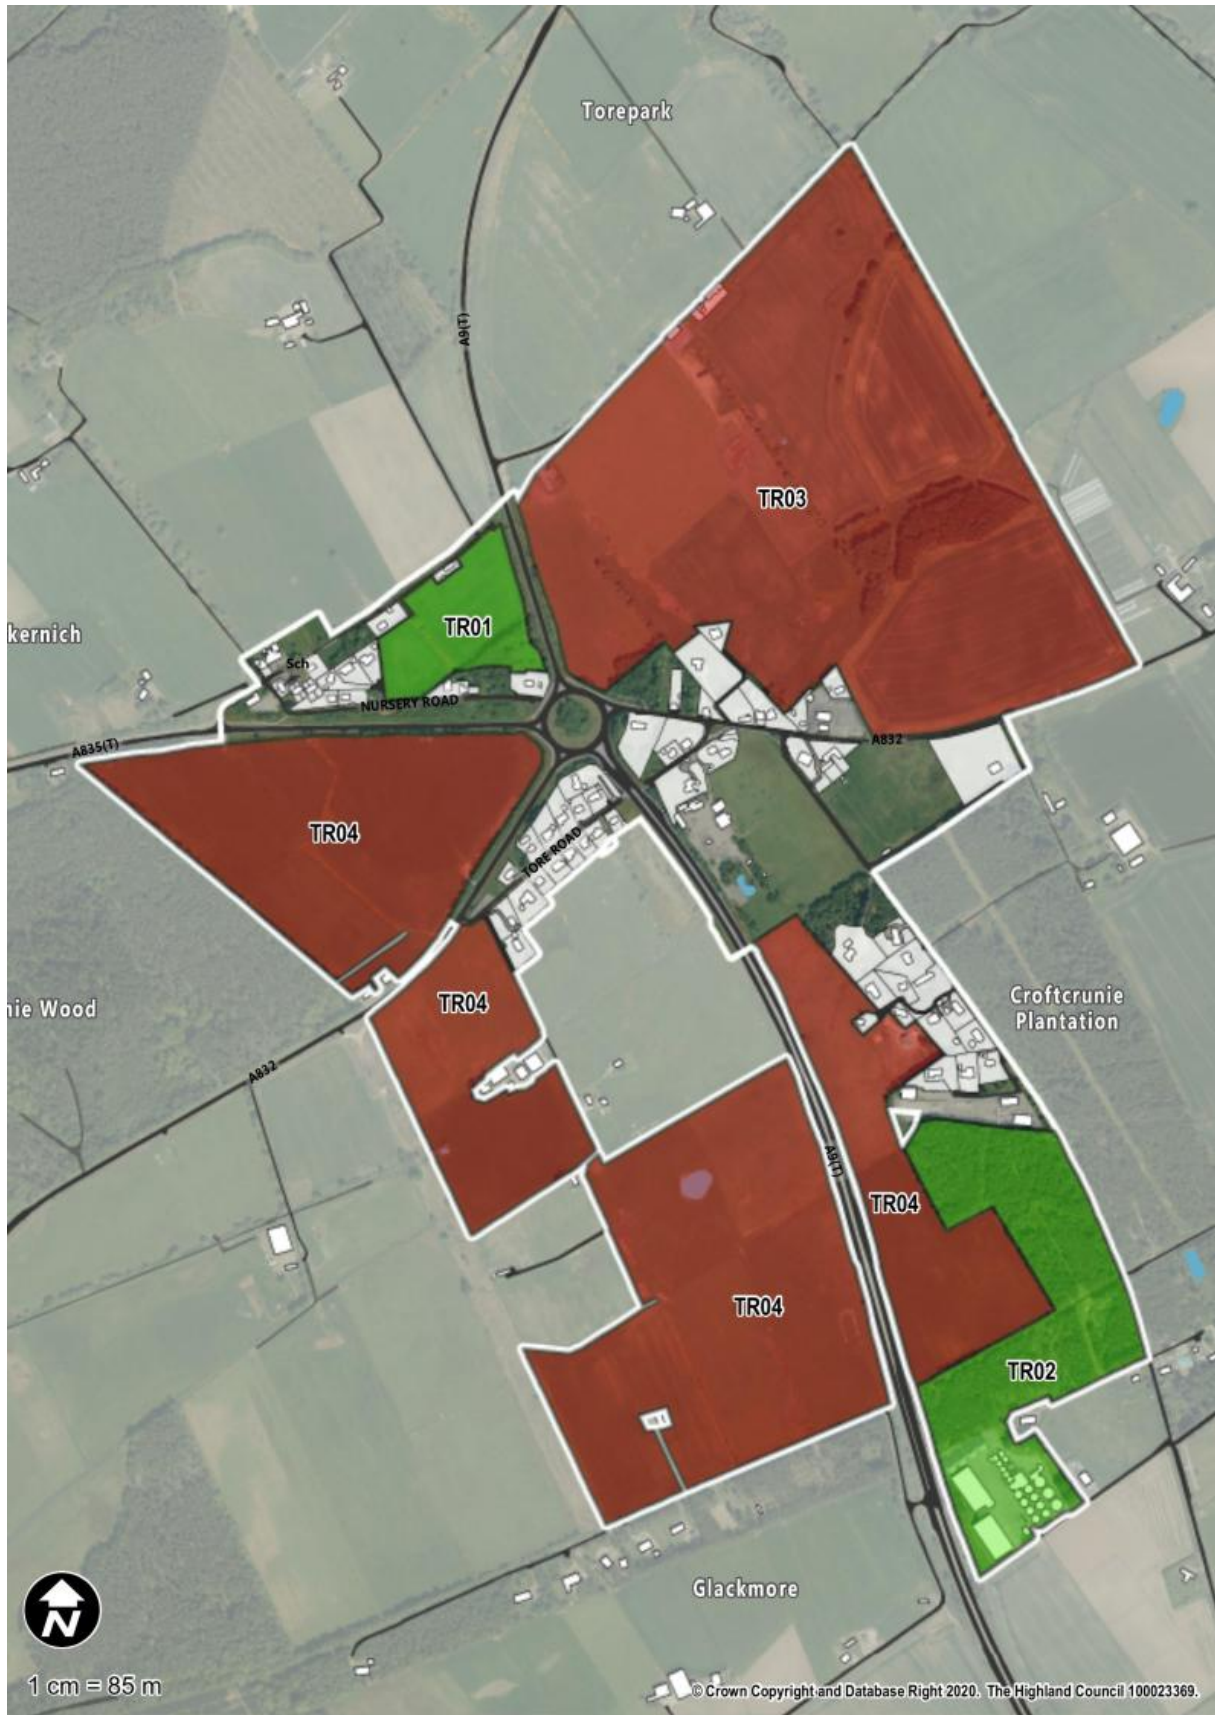 Torepark
A9(T)
TR03
TR01
kernich
Sch
NURSERY ROAD
A835(T)
A832
TR04
TORE ROAD
Croftcrunie
Plantation
nie Wood
TR04
A832
A9(T)
TR04
TR04
TR02
Glackmore
N
1 cm = 85 m
© Crown Copyright and Database Right 2020. The Highland Council 100023369.